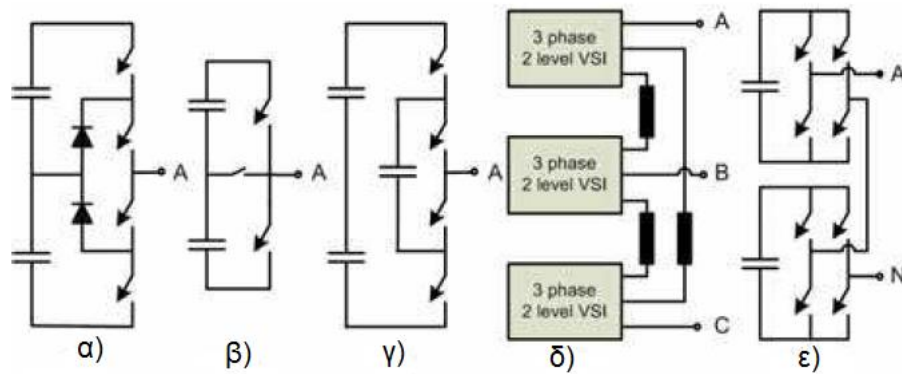 A
A
A
3 phase
2 level VSI
A
3 phase
2 level VSI
B
3 phase
2 level VSI
C
A
N
α)
β)
γ)
δ)
ε)